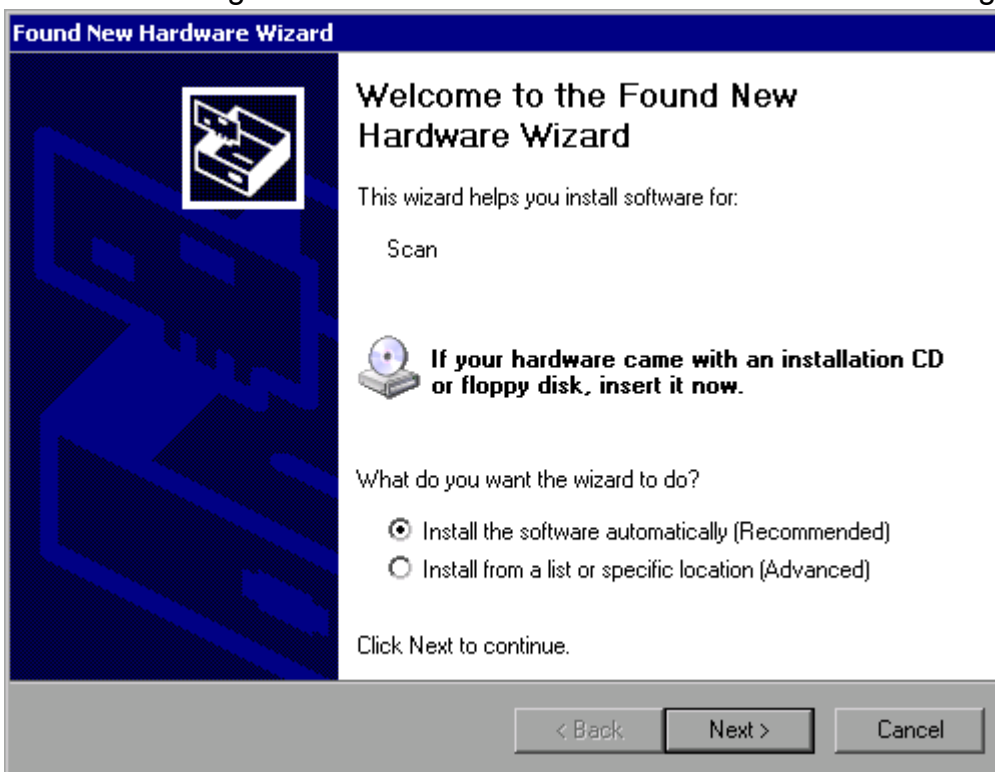 Found New Hardware Wizard
Welcome to the Found New
Hardware Wizard
This wizard helps you install software for:
Scan
If your hardware came with an installation CD
or floppy disk, insert it now.
What do you want the wizard to do?
Install the software automatically (Recommended)
Install from a list or specific location (Advanced)
Click Next to continue.
< Back
Next >
Cancel